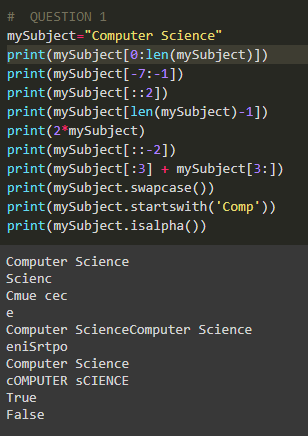 #  QUESTION 1
mySubject="Computer Science"
print(mySubject[0:len(mySubject)])
print(mySubject[-7:-1])
print(mySubject[::2])
print(mySubject[len(mySubject)-1])
print(2*mySubject)
print(mySubject[::-2])
print(mySubject[:3] + mySubject[3:])
print(mySubject.swapcase())
print(mySubject.startswith('Comp'))
print(mySubject.isalpha())
Computer Science
Scienc
Cmue cec
e
Computer ScienceComputer Science
eniSrtpo
Computer Science
cOMPUTER sCIENCE
True
False